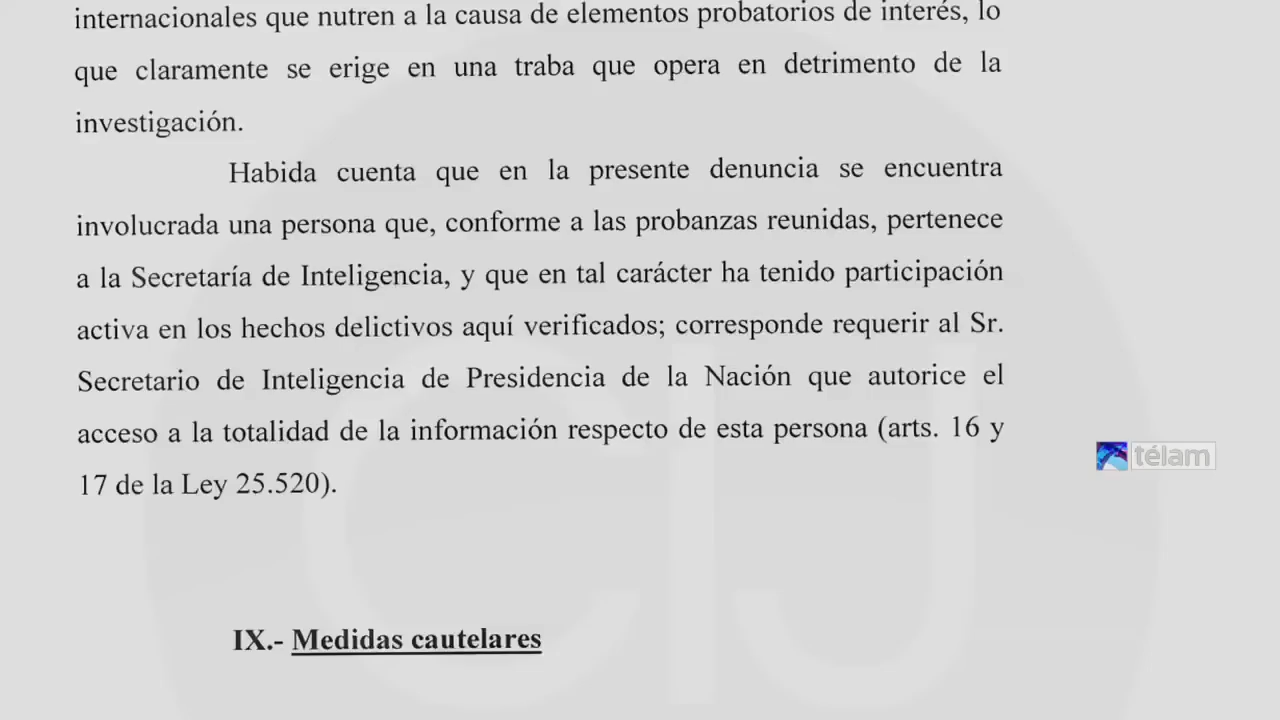 internacionales que nutren a la causa de elementos probatorios de interés, lo
que claramente se erige en una traba que opera en detrimento de la
investigación.
Habida cuenta que en la presente denuncia se encuentra
involucrada una persona que, conforme a las probanzas reunidas, pertenece
a la Secretaría de Inteligencia, y que en tal carácter ha tenido participación
activa en los hechos delictivos aquí verificados; corresponde requerir al Sr.
Secretario de Inteligencia de Presidencia de la Nación que autorice el
acceso a la totalidad de la información respecto de esta persona (arts. 16 y
17 de la Ley 25.520).
télam
IX.- Medidas cautelares
CIJ